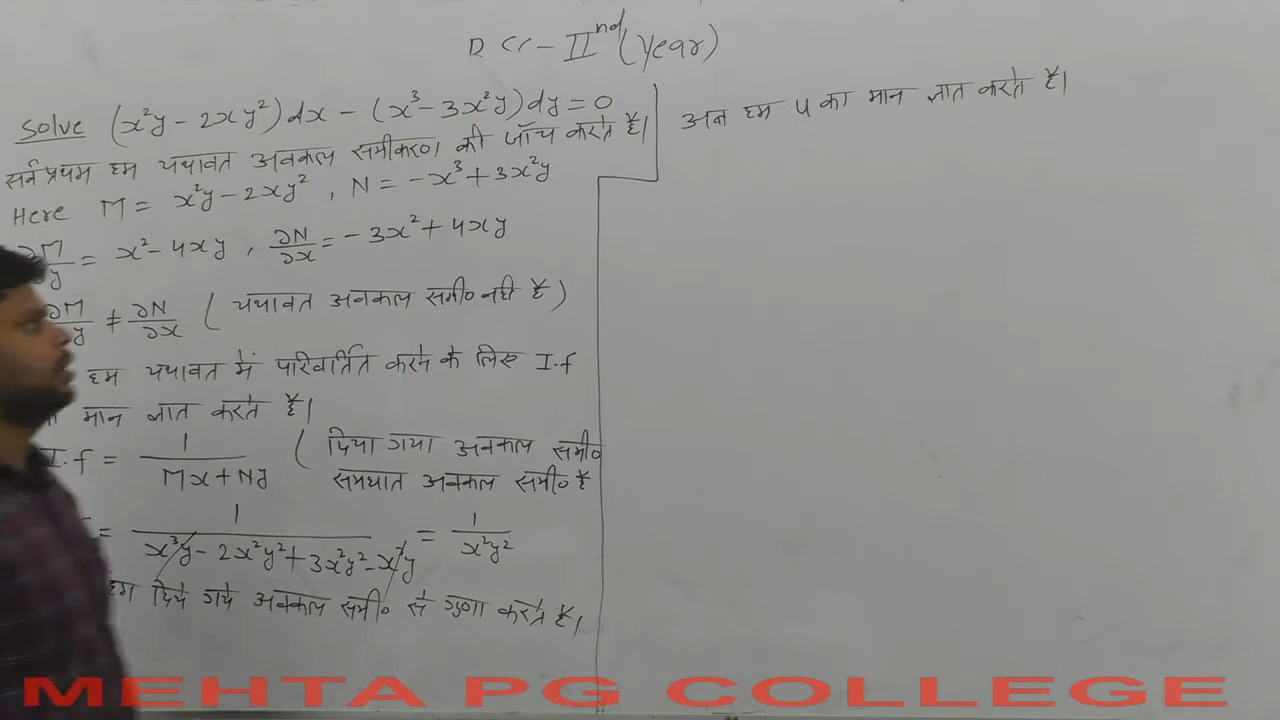 IInd (Year)
Solve (x²y - 2xy²) dx - (x³ - 3x²y) dy = 0
सर्वप्रथम हम यथावत अवकल समीकरण की जाँच करते है।
Here M = x²y - 2xy² , N = -x³ + 3x²y
∂M/∂y = x² - 4xy , ∂N/∂x = -3x² + 4xy
∂M/∂y ≠ ∂N/∂x ( यथावत अवकल समी० नही है )
हम यथावत में परिवर्तित करने के लिए I.f
मान ज्ञात करते है।
I.f = 1/(Mx + Ny) ( दिया गया अवकल समी०
समघात अवकल समी० है
= 1/(x³y - 2x²y² + 3x²y² - x³y) = 1/x²y²
हम दिये गये अवकल समी० से गुणा करते है।
अब हम u का मान ज्ञात करते है।
MEHTA PG COLLEGE